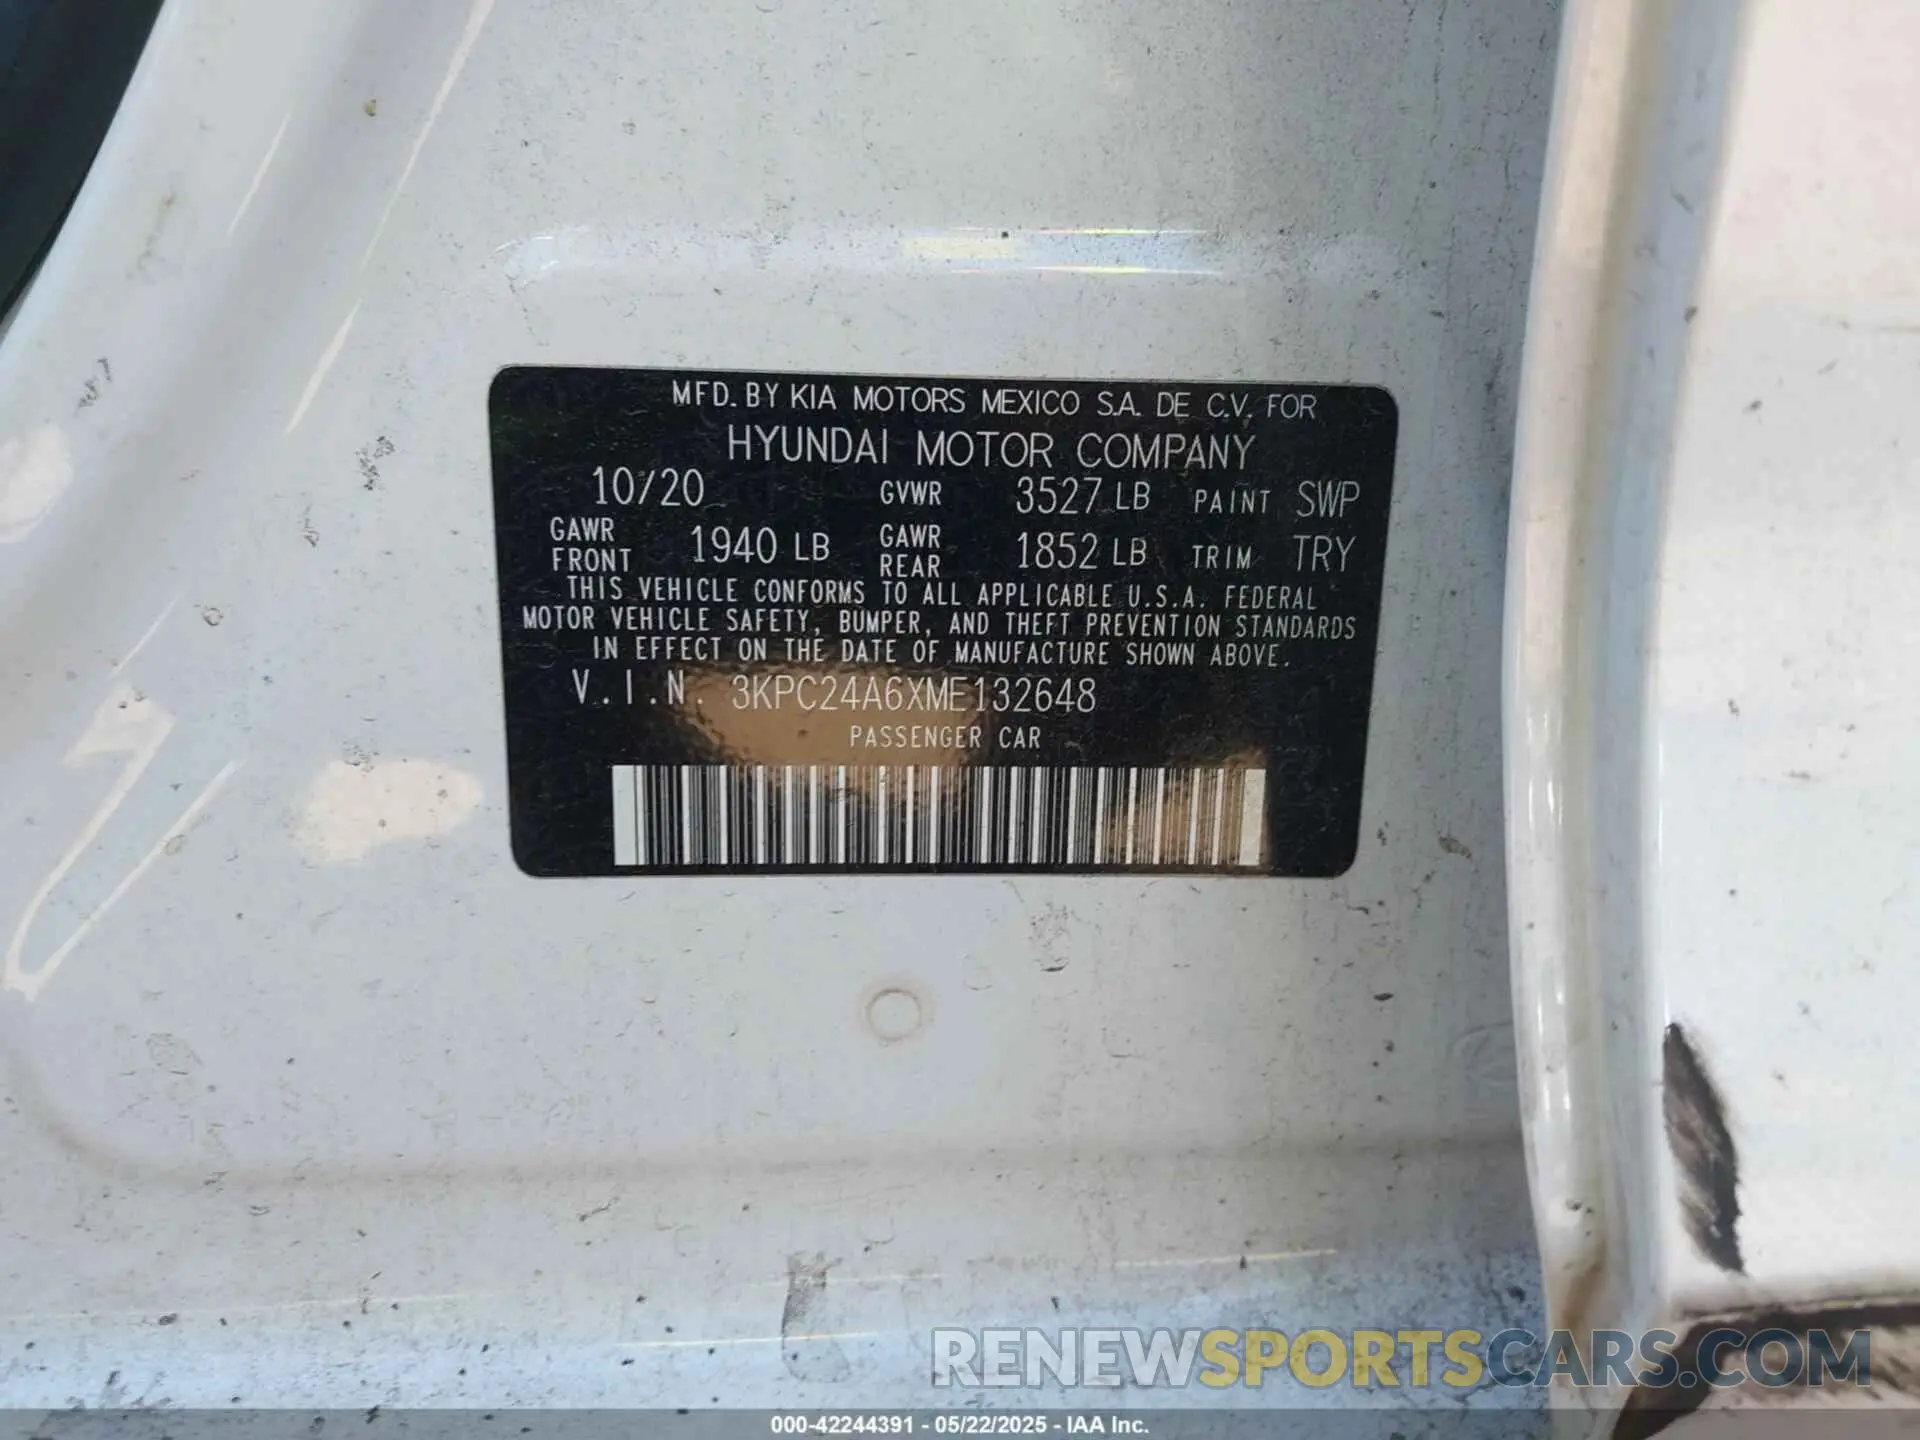 MFD. BY KIA MOTORS MEXICO S.A. DE C.V. FOR
HYUNDAI MOTOR COMPANY
10/20 GVWR 3527 LB PAINT SWP
GAWR FRONT 1940 LB GAWR REAR 1852 LB TRIM TRY
THIS VEHICLE CONFORMS TO ALL APPLICABLE U.S.A. FEDERAL
MOTOR VEHICLE SAFETY, BUMPER, AND THEFT PREVENTION STANDARDS
IN EFFECT ON THE DATE OF MANUFACTURE SHOWN ABOVE.
V.I.N. 3KPC24A6XME132648
PASSENGER CAR
RENEWSPORTSCARS.COM
000-42244391 - 05/22/2025 - IAA Inc.